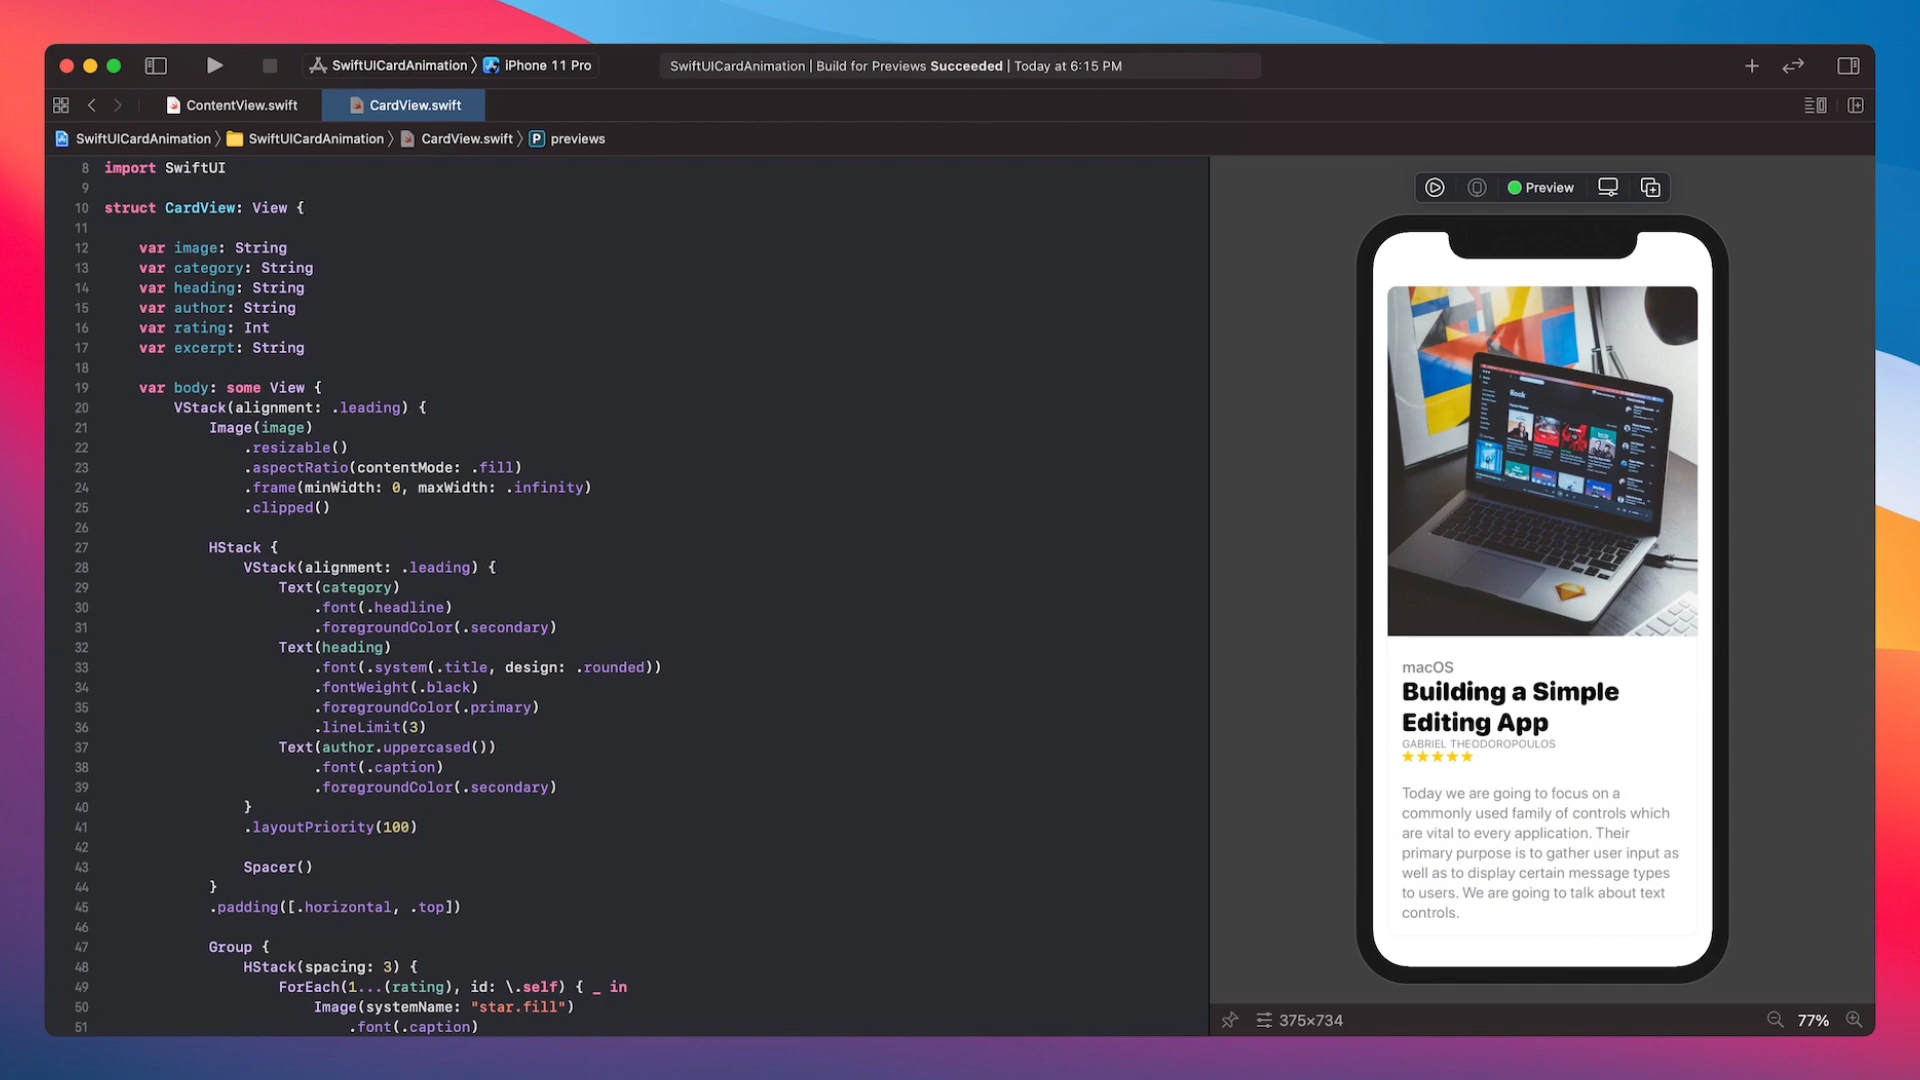 SwiftUICardAnimation 〉 iPhone 11 Pro
SwiftUICardAnimation | Build for Previews Succeeded | Today at 6:15 PM
ContentView.swift
CardView.swift
SwiftUICardAnimation 〉 SwiftUICardAnimation 〉 CardView.swift 〉 P previews
8 import SwiftUI
9
10 struct CardView: View {
11
12 var image: String
13 var category: String
14 var heading: String
15 var author: String
16 var rating: Int
17 var excerpt: String
18
19 var body: some View {
20 VStack(alignment: .leading) {
21 Image(image)
22 .resizable()
23 .aspectRatio(contentMode: .fill)
24 .frame(minWidth: 0, maxWidth: .infinity)
25 .clipped()
26
27 HStack {
28 VStack(alignment: .leading) {
29 Text(category)
30 .font(.headline)
31 .foregroundColor(.secondary)
32 Text(heading)
33 .font(.system(.title, design: .rounded))
34 .fontWeight(.black)
35 .foregroundColor(.primary)
36 .lineLimit(3)
37 Text(author.uppercased())
38 .font(.caption)
39 .foregroundColor(.secondary)
40 }
41 .layoutPriority(100)
42
43 Spacer()
44 }
45 .padding([.horizontal, .top])
46
47 Group {
48 HStack(spacing: 3) {
49 ForEach(1...(rating), id: \.self) { _ in
50 Image(systemName: "star.fill")
51 .font(.caption)
Preview
Rock
macOS
Building a Simple
Editing App
GABRIEL THEODOROPOULOS
Today we are going to focus on a
commonly used family of controls which
are vital to every application. Their
primary purpose is to gather user input as
well as to display certain message types
to users. We are going to talk about text
controls.
375×734
77%